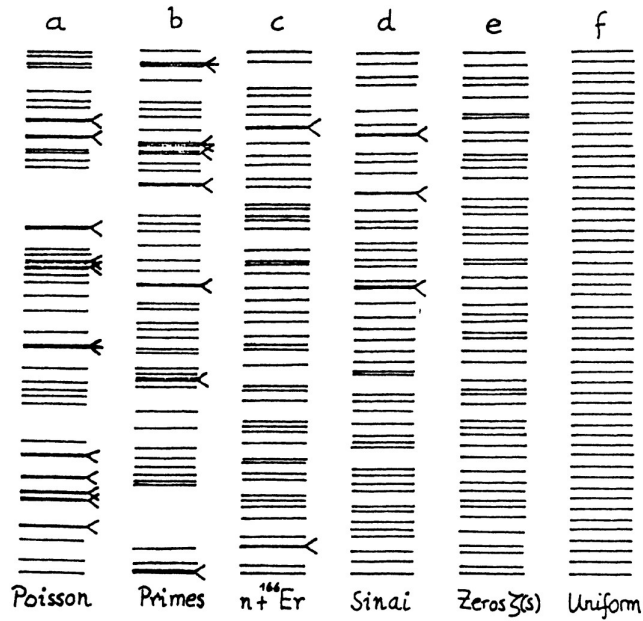 a b c d e f
Poisson Primes n+¹⁶⁶Er Sinai Zeros ζ(s) Uniform